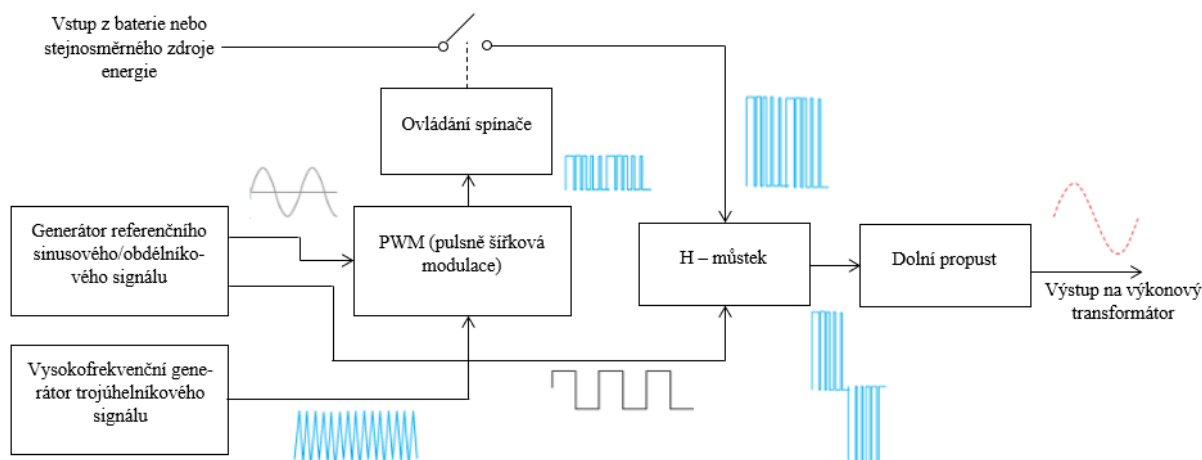 Vstup z baterie nebo
stejnosměrného zdroje
energie
Ovládání spínače
Generátor referenčního
sinusového/obdélníko-
vého signálu
PWM (pulsně šířková
modulace)
H – můstek
Dolní propust
Výstup na výkonový
transformátor
Vysokofrekvenční gene-
rátor trojúhelníkového
signálu